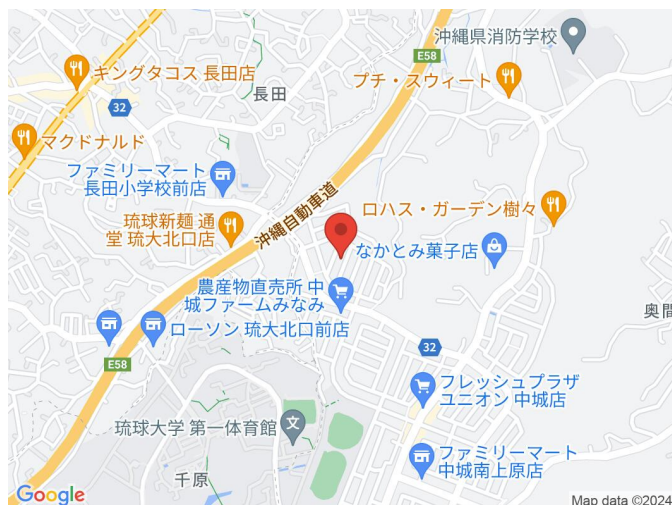 沖縄県消防学校
E58
キングタコス 長田店
長田
プチ・スウィート
32
マクドナルド
ファミリーマート
長田小学校前店
沖縄自動車道
ロハス・ガーデン樹々
琉球新麺 通
堂 琉大北口店
なかとみ菓子店
農産物直売所 中
城ファームみなみ
奥間
ローソン 琉大北口前店
32
E58
フレッシュプラザ
ユニオン 中城店
琉球大学 第一体育館
ファミリーマート
中城南上原店
千原
Google
Map data ©2024